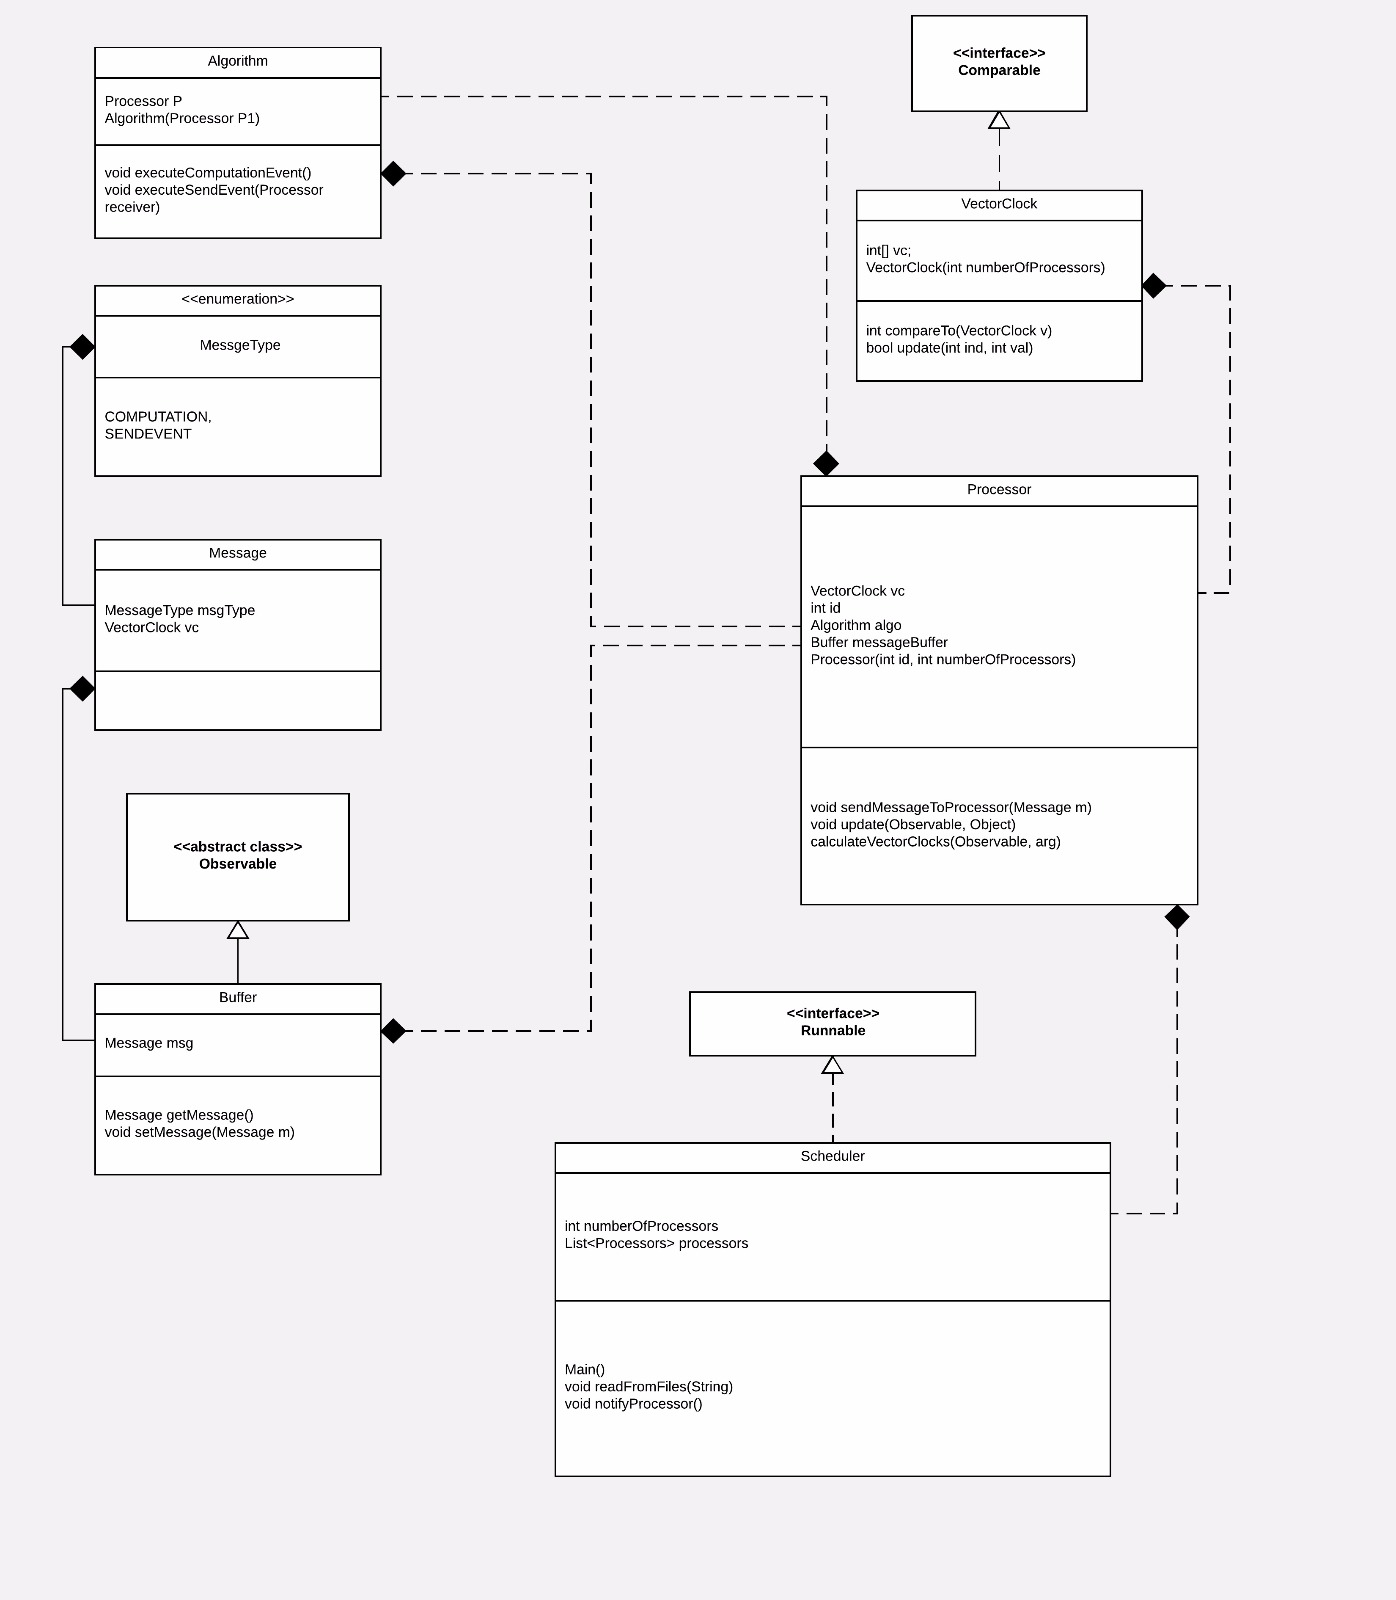 Algorithm
Processor P
Algorithm(Processor P1)
void executeComputationEvent()
void executeSendEvent(Processor
receiver)
<<interface>>
Comparable
VectorClock
int[] vc;
VectorClock(int numberOfProcessors)
int compareTo(VectorClock v)
bool update(int ind, int val)
<<enumeration>>
MessgeType
COMPUTATION,
SENDEVENT
Message
MessageType msgType
VectorClock vc
Processor
VectorClock vc
int id
Algorithm algo
Buffer messageBuffer
Processor(int id, int numberOfProcessors)
void sendMessageToProcessor(Message m)
void update(Observable, Object)
calculateVectorClocks(Observable, arg)
<<abstract class>>
Observable
Buffer
Message msg
Message getMessage()
void setMessage(Message m)
<<interface>>
Runnable
Scheduler
int numberOfProcessors
List<Processors> processors
Main()
void readFromFiles(String)
void notifyProcessor()